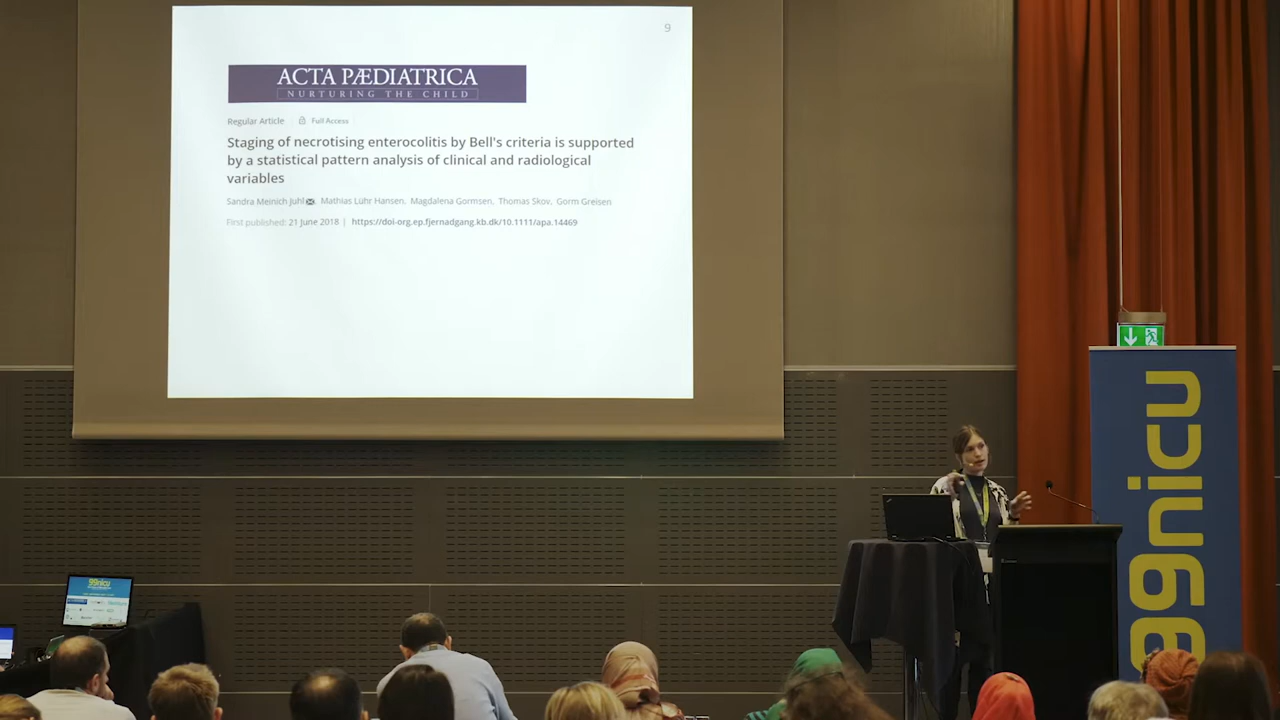 9
ACTA PÆDIATRICA
NURTURING THE CHILD
Regular Article Full Access
Staging of necrotising enterocolitis by Bell's criteria is supported
by a statistical pattern analysis of clinical and radiological
variables
Sandra Meinich Juhl, Mathias Lühr Hansen, Magdalena Gormsen, Thomas Skov, Gorm Greisen
First published: 21 June 2018 | https://doi-org.ep.fjernadgang.kb.dk/10.1111/apa.14469
99nicu
99nicu